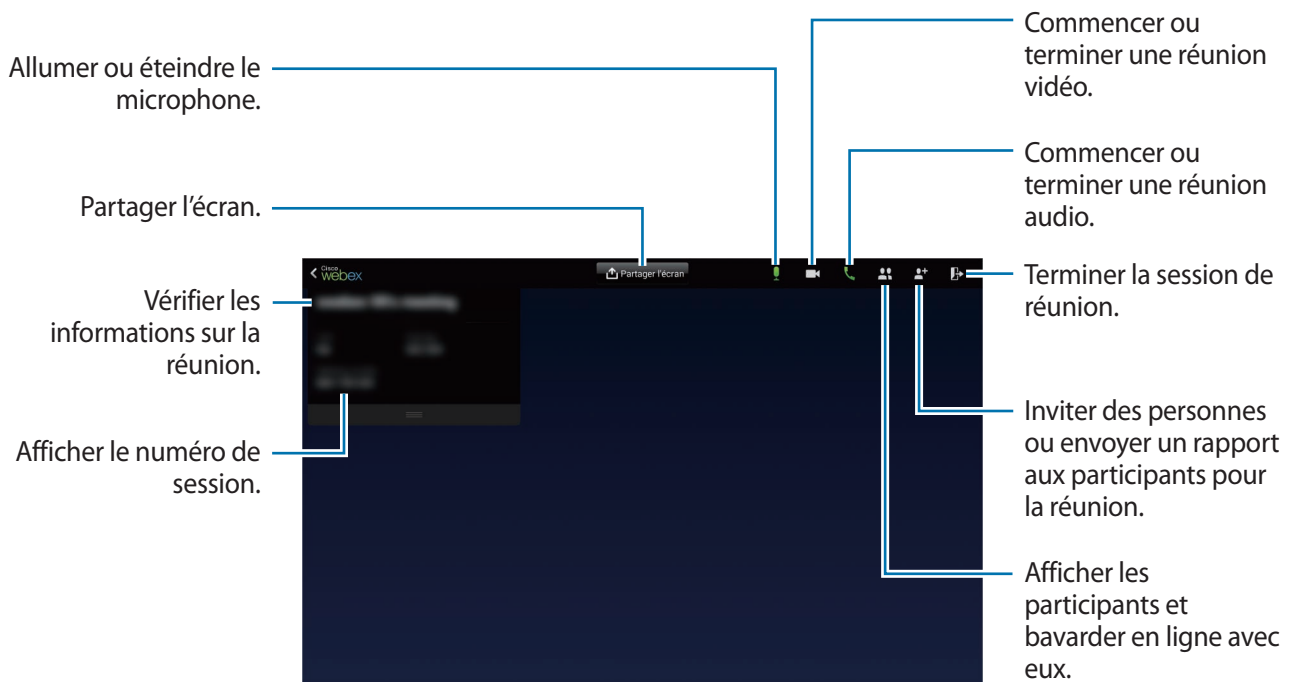 Allumer ou éteindre le
microphone.
Partager l’écran.
Vérifier les
informations sur la
réunion.
Afficher le numéro de
session.
Cisco
webex
Partager l'écran
meeting
Commencer ou
terminer une réunion
vidéo.
Commencer ou
terminer une réunion
audio.
Terminer la session de
réunion.
Inviter des personnes
ou envoyer un rapport
aux participants pour
la réunion.
Afficher les
participants et
bavarder en ligne avec
eux.